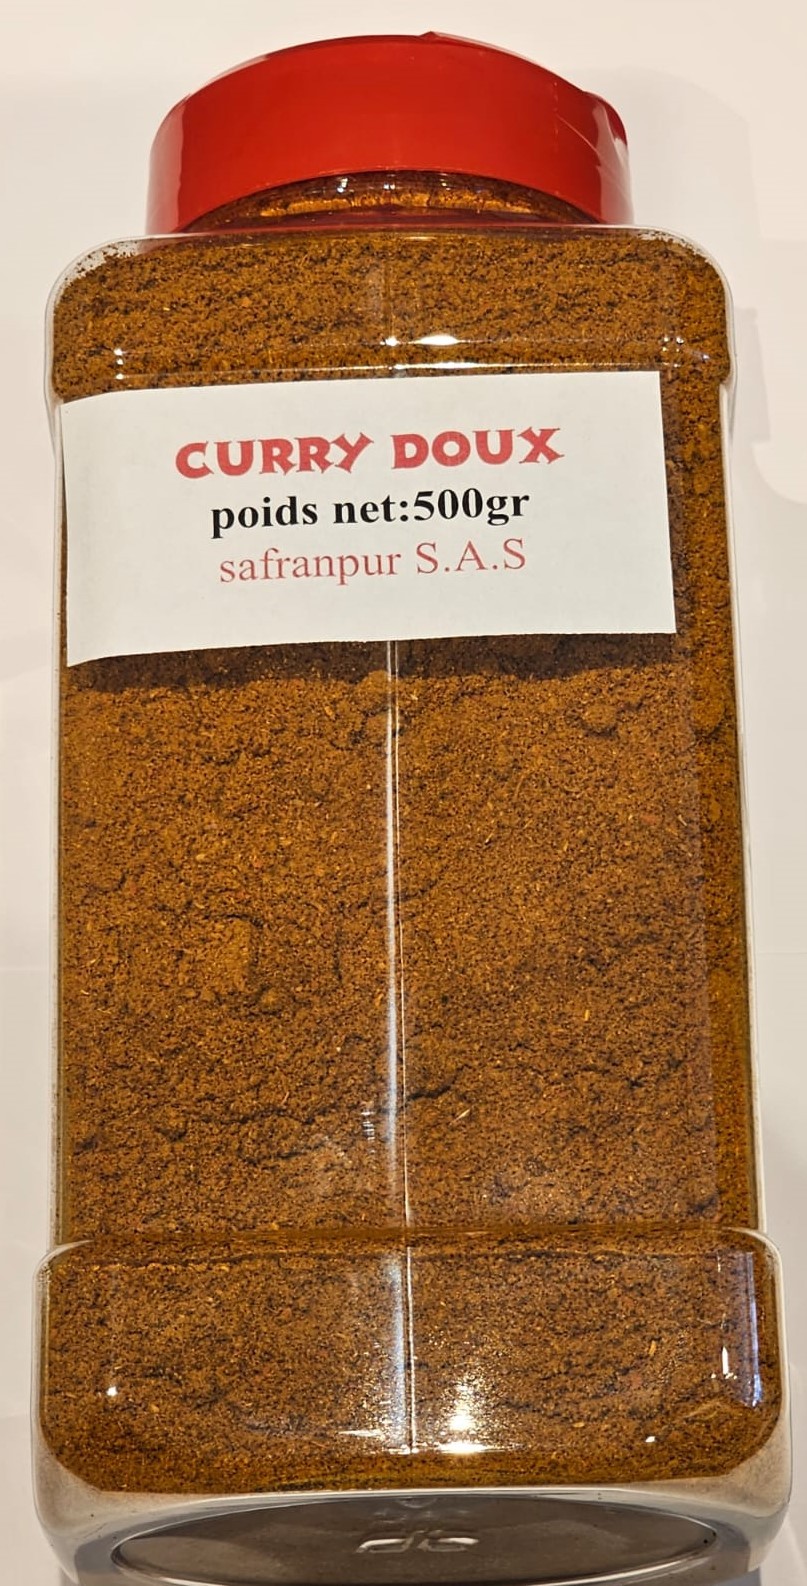 CURRY DOUX
poids net:500gr
safranpur S.A.S